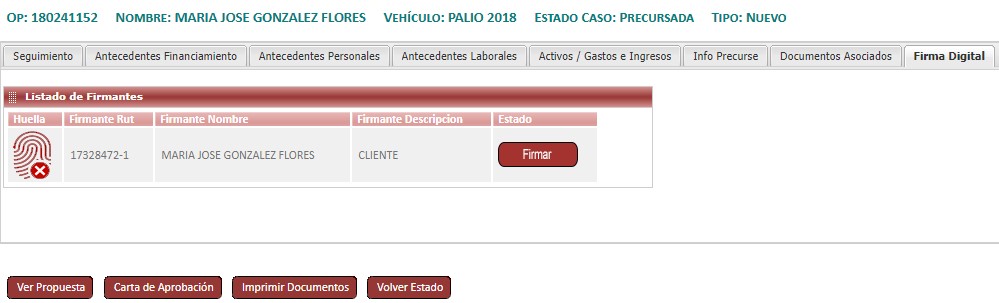 OP: 180241152 NOMBRE: MARIA JOSE GONZALEZ FLORES VEHÍCULO: PALIO 2018 ESTADO CASO: PRECURSADA TIPO: NUEVO
Seguimiento Antecedentes Financiamiento Antecedentes Personales Antecedentes Laborales Activos / Gastos e Ingresos Info Precurse Documentos Asociados Firma Digital
Listado de Firmantes
Huella Firmante Rut Firmante Nombre Firmante Descripcion Estado
17328472-1 MARIA JOSE GONZALEZ FLORES CLIENTE Firmar
Ver Propuesta Carta de Aprobación Imprimir Documentos Volver Estado